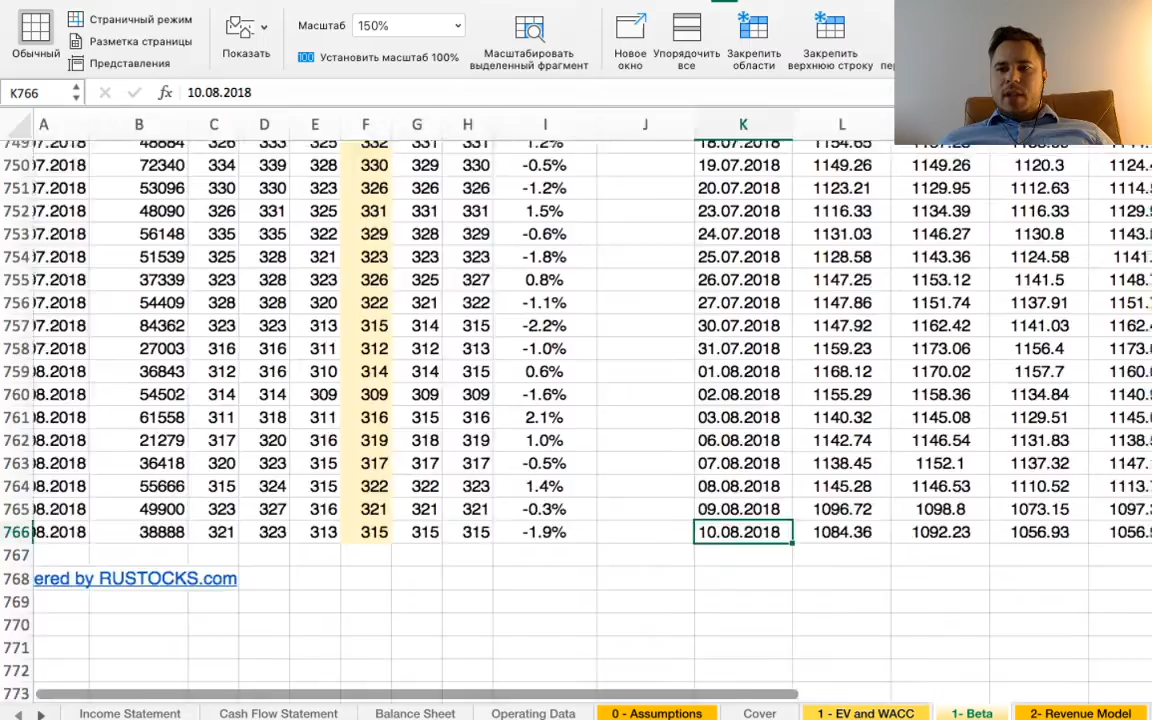 Обычный
Страничный режим
Разметка страницы
Представления
Показать
Масштаб 150%
100 Установить масштаб 100%
Масштабировать выделенный фрагмент
Новое окно
Упорядочить все
Закрепить области
Закрепить верхнюю строку
K766 fx 10.08.2018
A B C D E F G H I J K L
750 07.2018 72340 334 339 328 330 329 330 -0.5% 19.07.2018 1149.26 1149.26 1120.3 1124.
751 07.2018 53096 330 330 323 326 326 326 -1.2% 20.07.2018 1123.21 1129.95 1112.63 1114.
752 07.2018 48090 326 331 325 331 331 331 1.5% 23.07.2018 1116.33 1134.39 1116.33 1129.
753 07.2018 56148 335 335 322 329 328 329 -0.6% 24.07.2018 1131.03 1146.27 1130.8 1143.
754 07.2018 51539 325 328 321 323 323 323 -1.8% 25.07.2018 1128.58 1143.36 1124.58 1141.
755 07.2018 37339 323 328 323 326 325 327 0.8% 26.07.2018 1147.25 1153.12 1141.5 1148.
756 07.2018 54409 328 328 320 322 321 322 -1.1% 27.07.2018 1147.86 1151.74 1137.91 1151.
757 07.2018 84362 323 323 313 315 314 315 -2.2% 30.07.2018 1147.92 1162.42 1141.03 1162.
758 07.2018 27003 316 316 311 312 312 313 -1.0% 31.07.2018 1159.23 1173.06 1156.4 1173.
759 08.2018 36843 312 316 310 314 314 315 0.6% 01.08.2018 1168.12 1170.02 1157.7 1160.
760 08.2018 54502 314 314 309 309 309 309 -1.6% 02.08.2018 1155.29 1158.36 1134.84 1140.
761 08.2018 61558 311 318 311 316 315 316 2.1% 03.08.2018 1140.32 1145.08 1129.51 1145.
762 08.2018 21279 317 320 316 319 318 319 1.0% 06.08.2018 1142.74 1146.54 1131.83 1138.
763 08.2018 36418 320 323 315 317 317 317 -0.5% 07.08.2018 1138.45 1152.1 1137.32 1147.
764 08.2018 55666 315 324 315 322 322 323 1.4% 08.08.2018 1145.28 1146.53 1110.52 1113.
765 08.2018 49900 323 327 316 321 321 321 -0.3% 09.08.2018 1096.72 1098.8 1073.15 1097.
766 08.2018 38888 321 323 313 315 315 315 -1.9% 10.08.2018 1084.36 1092.23 1056.93 1056.
767
768 ered by RUSTOCKS.com
769
770
771
772
773
Income Statement Cash Flow Statement Balance Sheet Operating Data 0 - Assumptions Cover 1 - EV and WACC 1- Beta 2- Revenue Model